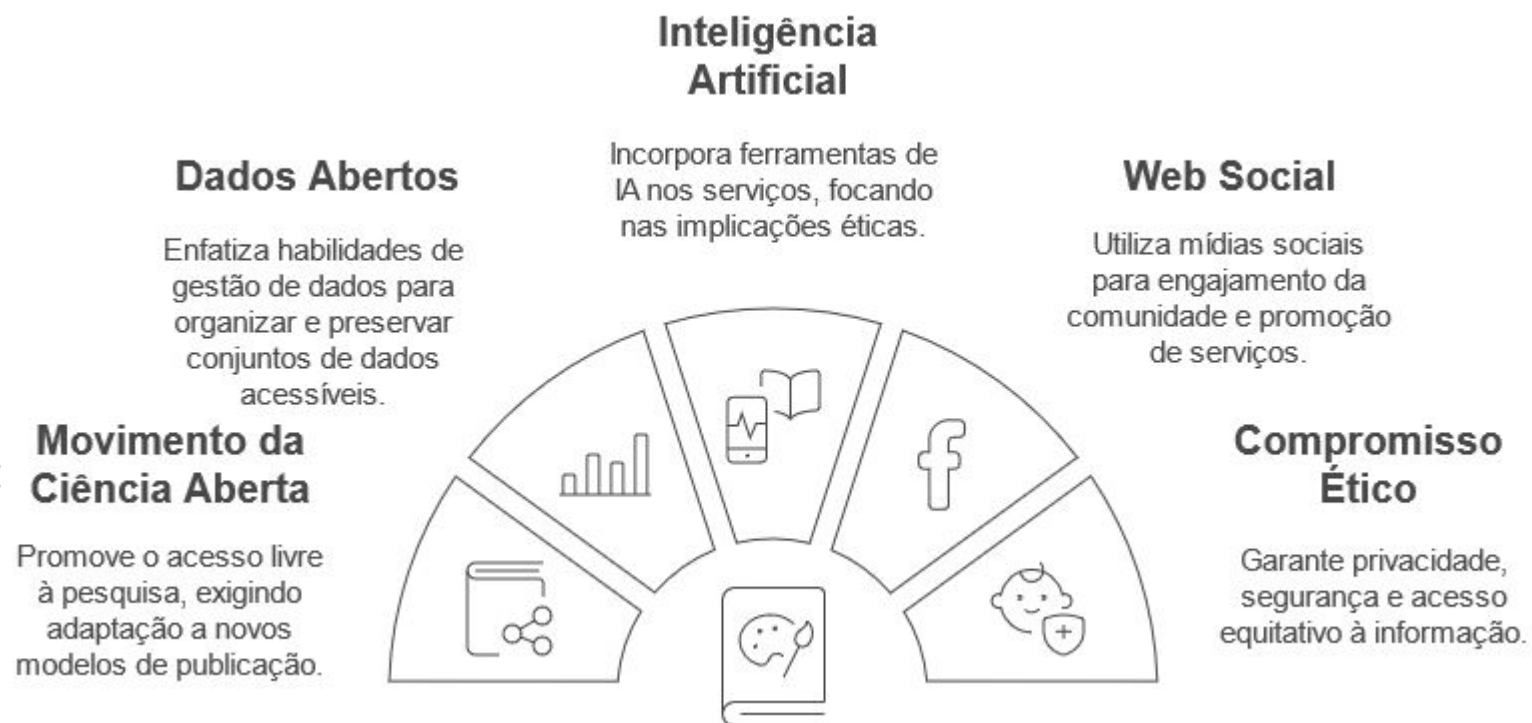 Inteligência
Artificial
Incorpora ferramentas de
IA nos serviços, focando
nas implicações éticas.
Dados Abertos
Enfatiza habilidades de
gestão de dados para
organizar e preservar
conjuntos de dados
acessíveis.
Web Social
Utiliza mídias sociais
para engajamento da
comunidade e promoção
de serviços.
Movimento da
Ciência Aberta
Promove o acesso livre
à pesquisa, exigindo
adaptação a novos
modelos de publicação.
Compromisso
Ético
Garante privacidade,
segurança e acesso
equitativo à informação.